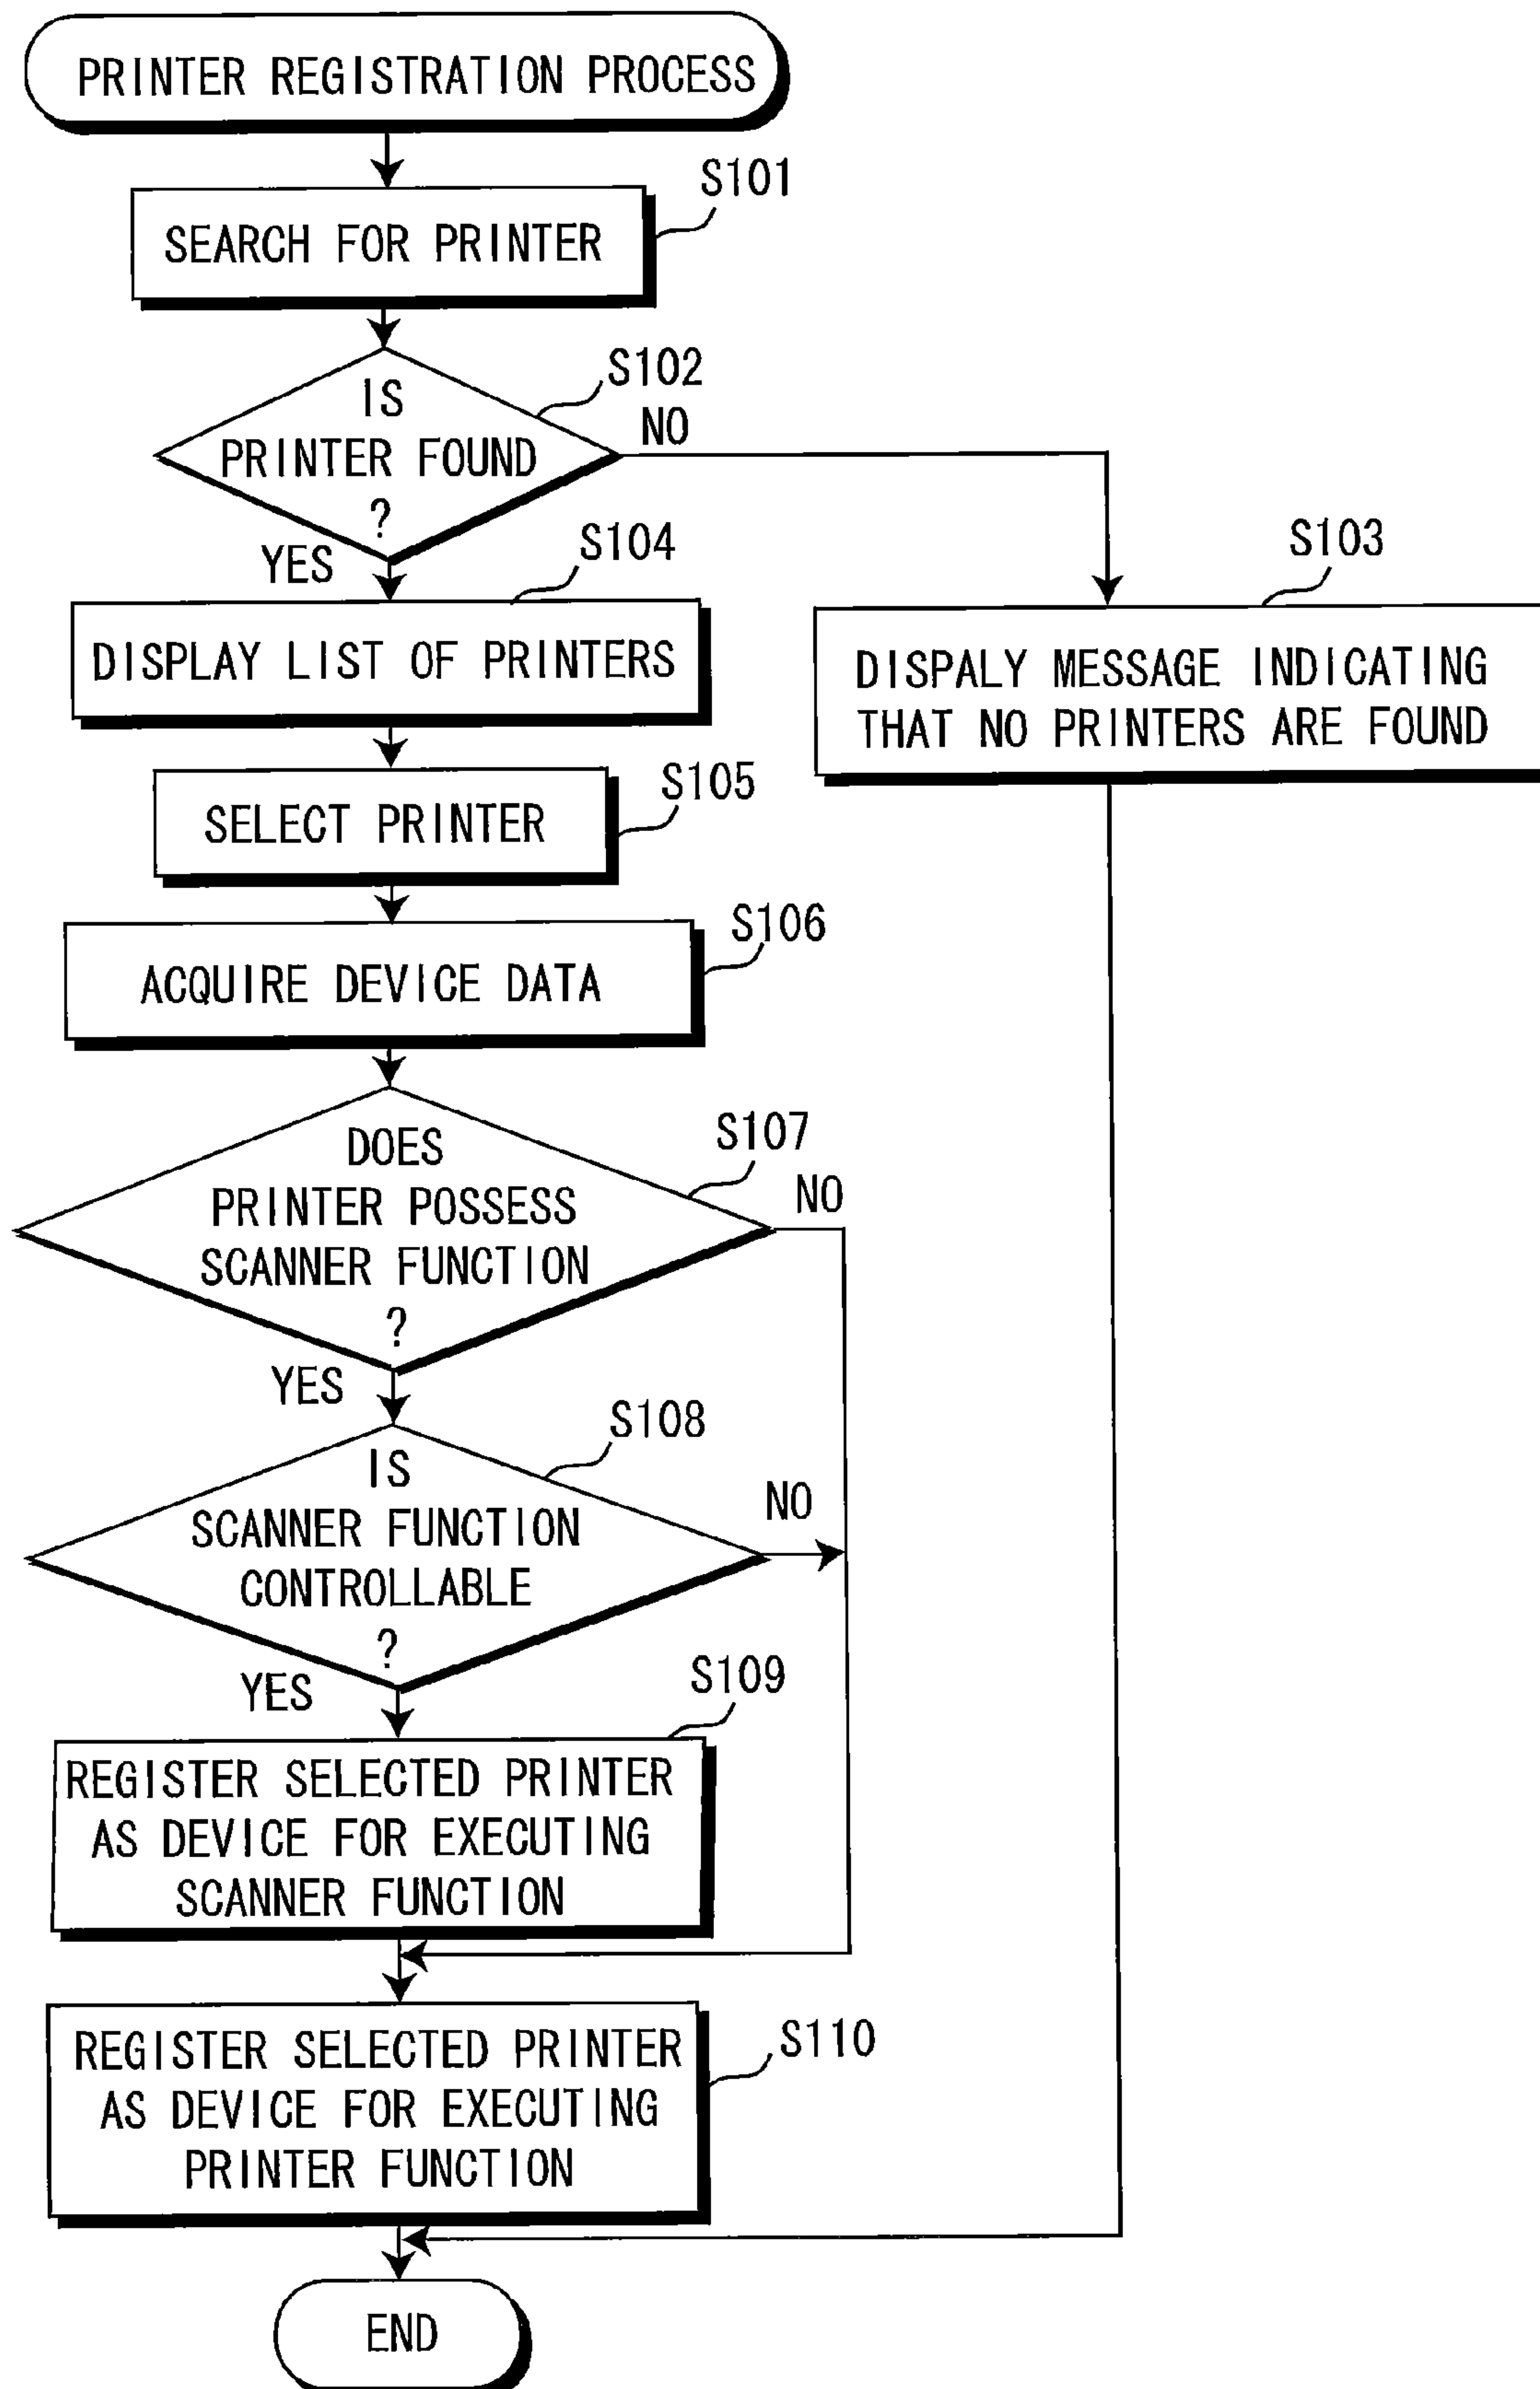 PRINTER REGISTRATION PROCESS
S101
SEARCH FOR PRINTER
S102
IS
PRINTER FOUND
?
NO
YES
S104
DISPLAY LIST OF PRINTERS
S103
DISPALY MESSAGE INDICATING
THAT NO PRINTERS ARE FOUND
S105
SELECT PRINTER
S106
ACQUIRE DEVICE DATA
S107
DOES
PRINTER POSSESS
SCANNER FUNCTION
?
NO
YES
S108
IS
SCANNER FUNCTION
CONTROLLABLE
?
NO
YES
S109
REGISTER SELECTED PRINTER
AS DEVICE FOR EXECUTING
SCANNER FUNCTION
S110
REGISTER SELECTED PRINTER
AS DEVICE FOR EXECUTING
PRINTER FUNCTION
END